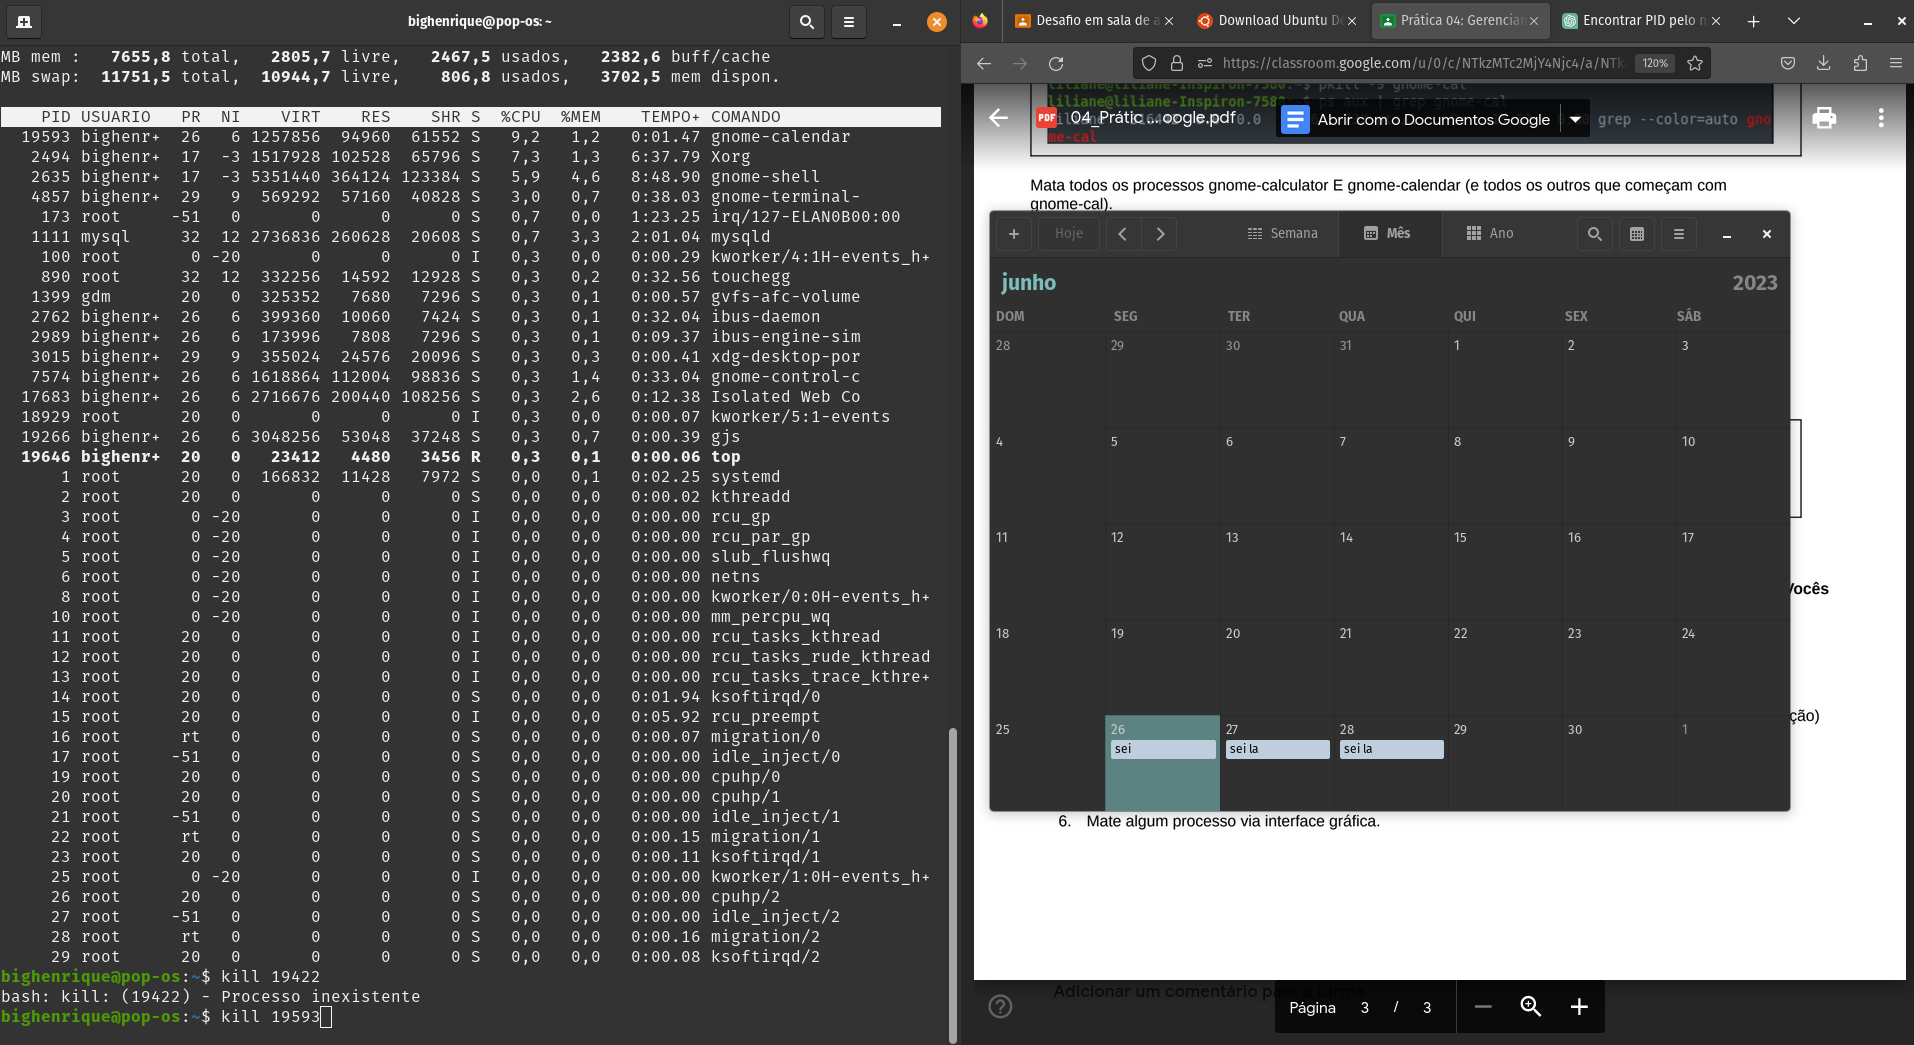 bighenrique@pop-os: ~
MB mem :   7655,8 total,   2805,7 livre,   2467,5 usados,   2382,6 buff/cache
MB swap:  11751,5 total,  10944,7 livre,    806,8 usados,   3702,5 mem dispon.
PID USUARIO   PR  NI    VIRT    RES    SHR S  %CPU  %MEM    TEMPO+ COMANDO
19593 bighenr+  26   6 1257856  94960  61552 S   9,2   1,2   0:01.47 gnome-calendar
2494 bighenr+  17  -3 1517928 102528  65796 S   7,3   1,3   6:37.79 Xorg
2635 bighenr+  17  -3 5351440 364124 123384 S   5,9   4,6   8:48.90 gnome-shell
4857 bighenr+  29   9  569292  57160  40828 S   3,0   0,7   0:38.03 gnome-terminal-
173 root     -51   0       0      0      0 S   0,7   0,0   1:23.25 irq/127-ELAN0B00:00
1111 mysql     32  12 2736836 260628  20608 S   0,7   3,3   2:01.04 mysqld
100 root       0 -20       0      0      0 I   0,3   0,0   0:00.29 kworker/4:1H-events_h+
890 root      32  12  332256  14592  12928 S   0,3   0,2   0:32.56 touchegg
1399 gdm       20   0  325352   7680   7296 S   0,3   0,1   0:00.57 gvfs-afc-volume
2762 bighenr+  26   6  399360  10060   7424 S   0,3   0,1   0:32.04 ibus-daemon
2989 bighenr+  26   6  173996   7808   7296 S   0,3   0,1   0:09.37 ibus-engine-sim
3015 bighenr+  29   9  355024  24576  20096 S   0,3   0,3   0:00.41 xdg-desktop-por
7574 bighenr+  26   6 1618864 112004  98836 S   0,3   1,4   0:33.04 gnome-control-c
17683 bighenr+  26   6 2716676 200440 108256 S   0,3   2,6   0:12.38 Isolated Web Co
18929 root      20   0       0      0      0 I   0,3   0,0   0:00.07 kworker/5:1-events
19266 bighenr+  26   6 3048256  53048  37248 S   0,3   0,7   0:00.39 gjs
19646 bighenr+  20   0   23412   4480   3456 R   0,3   0,1   0:00.06 top
1 root      20   0  166832  11428   7972 S   0,0   0,1   0:02.25 systemd
2 root      20   0       0      0      0 S   0,0   0,0   0:00.02 kthreadd
3 root       0 -20       0      0      0 I   0,0   0,0   0:00.00 rcu_gp
4 root       0 -20       0      0      0 I   0,0   0,0   0:00.00 rcu_par_gp
5 root       0 -20       0      0      0 I   0,0   0,0   0:00.00 slub_flushwq
6 root       0 -20       0      0      0 I   0,0   0,0   0:00.00 netns
8 root       0 -20       0      0      0 I   0,0   0,0   0:00.00 kworker/0:0H-events_h+
10 root       0 -20       0      0      0 I   0,0   0,0   0:00.00 mm_percpu_wq
11 root      20   0       0      0      0 I   0,0   0,0   0:00.00 rcu_tasks_kthread
12 root      20   0       0      0      0 I   0,0   0,0   0:00.00 rcu_tasks_rude_kthread
13 root      20   0       0      0      0 I   0,0   0,0   0:00.00 rcu_tasks_trace_kthre+
14 root      20   0       0      0      0 S   0,0   0,0   0:01.94 ksoftirqd/0
15 root      20   0       0      0      0 I   0,0   0,0   0:05.92 rcu_preempt
16 root      rt   0       0      0      0 S   0,0   0,0   0:00.07 migration/0
17 root     -51   0       0      0      0 S   0,0   0,0   0:00.00 idle_inject/0
19 root      20   0       0      0      0 S   0,0   0,0   0:00.00 cpuhp/0
20 root      20   0       0      0      0 S   0,0   0,0   0:00.00 cpuhp/1
21 root     -51   0       0      0      0 S   0,0   0,0   0:00.00 idle_inject/1
22 root      rt   0       0      0      0 S   0,0   0,0   0:00.15 migration/1
23 root      20   0       0      0      0 S   0,0   0,0   0:00.11 ksoftirqd/1
25 root       0 -20       0      0      0 I   0,0   0,0   0:00.00 kworker/1:0H-events_h+
26 root      20   0       0      0      0 S   0,0   0,0   0:00.00 cpuhp/2
27 root     -51   0       0      0      0 S   0,0   0,0   0:00.00 idle_inject/2
28 root      rt   0       0      0      0 S   0,0   0,0   0:00.16 migration/2
29 root      20   0       0      0      0 S   0,0   0,0   0:00.08 ksoftirqd/2
bighenrique@pop-os:~$ kill 19422
bash: kill: (19422) - Processo inexistente
bighenrique@pop-os:~$ kill 19593
Desafio em sala de a
Download Ubuntu De
Prática 04: Gerencian
Encontrar PID pelo n
https://classroom.google.com/u/0/c/NTkzMTc2MjY4Njc4/a/NTk
120%
liliane@liliane-Inspiron-7580:~$ pkill -9 gnome-cal
liliane@liliane-Inspiron-7580:~$ ps aux | grep gnome-cal
grep --color=auto gno
me-cal
PDF 04_Prátic ... oogle.pdf
Abrir com o Documentos Google
Mata todos os processos gnome-calculator E gnome-calendar (e todos os outros que começam com
gnome-cal).
Hoje
Semana
Mês
Ano
junho
2023
DOM SEG TER QUA QUI SEX SÁB
28 29 30 31 1 2 3
4 5 6 7 8 9 10
11 12 13 14 15 16 17
18 19 20 21 22 23 24
25 26 27 28 29 30 1
sei
sei la
sei la
Vocês
ção)
6. Mate algum processo via interface gráfica.
Adicionar um comentário para a turma
Página 3 / 3